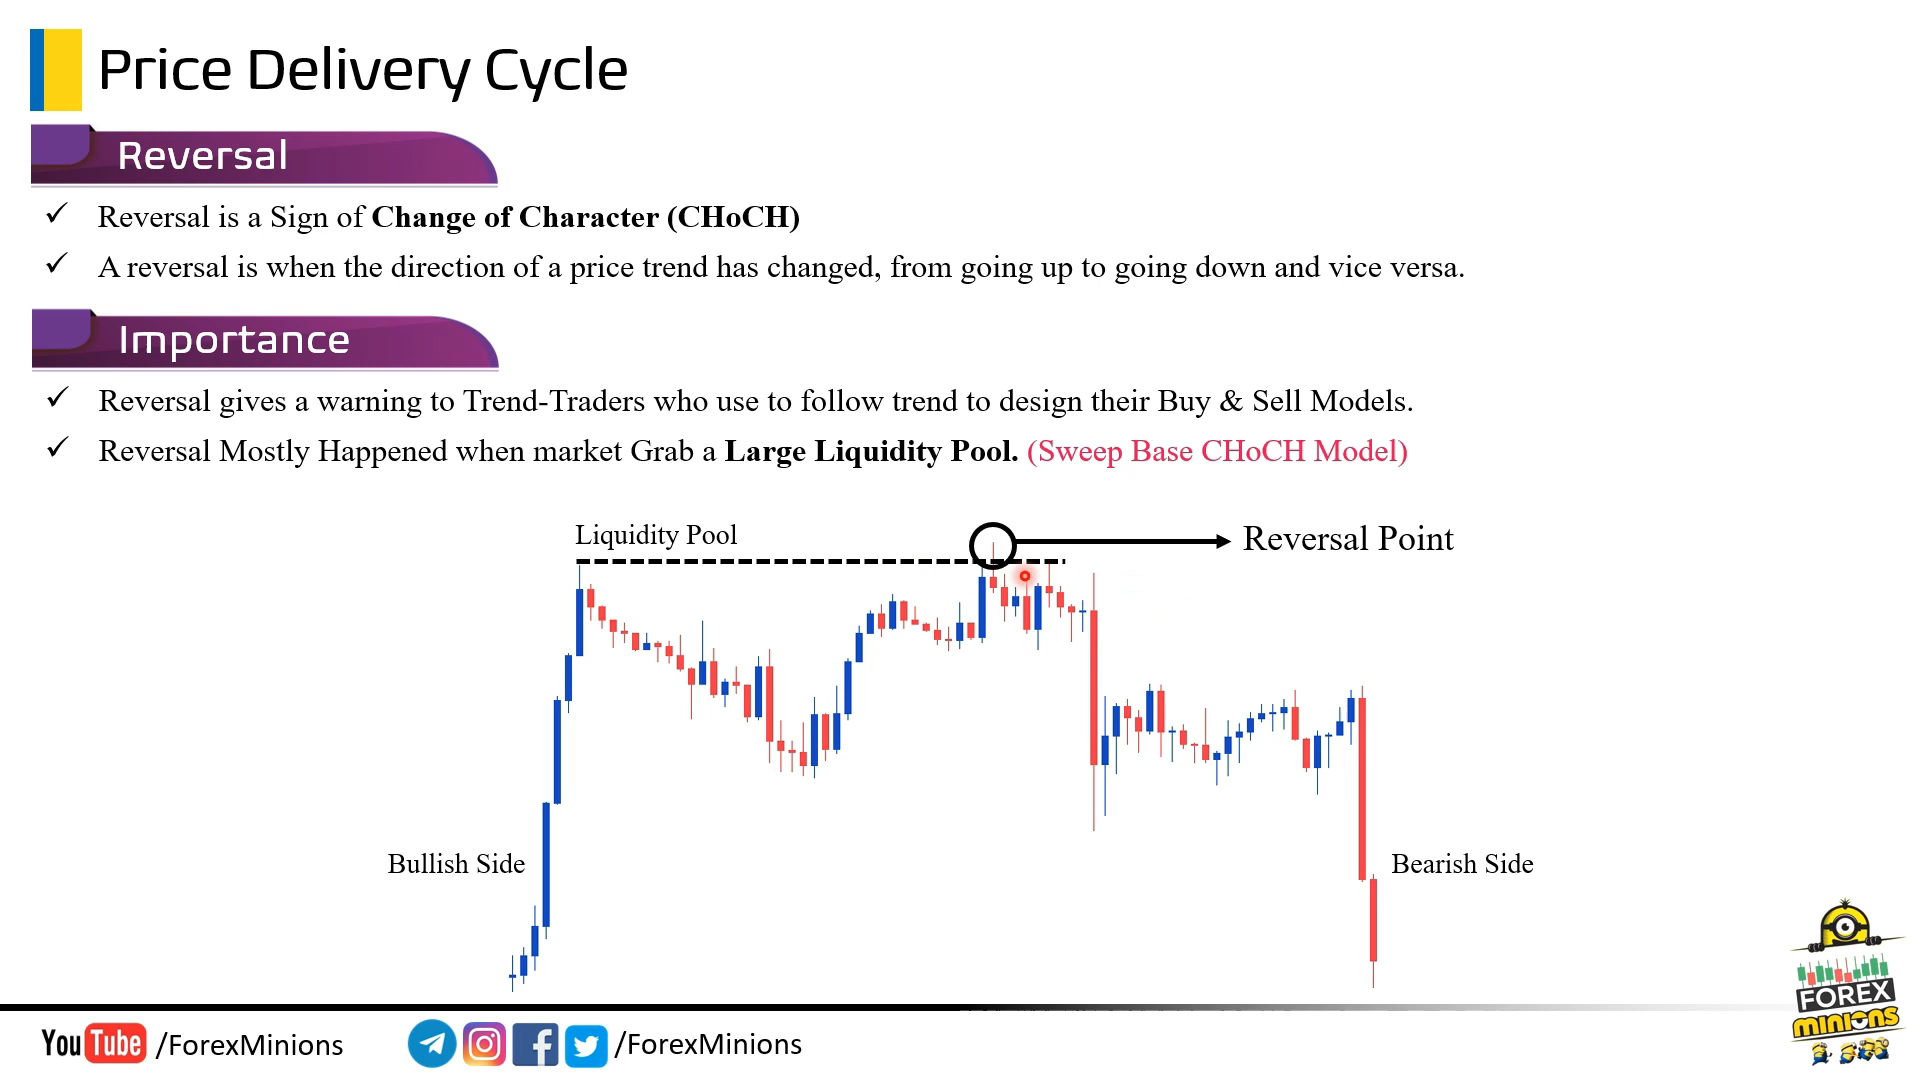 Price Delivery Cycle
Reversal
Reversal is a Sign of Change of Character (CHoCH)
A reversal is when the direction of a price trend has changed, from going up to going down and vice versa.
Importance
Reversal gives a warning to Trend-Traders who use to follow trend to design their Buy & Sell Models.
Reversal Mostly Happened when market Grab a Large Liquidity Pool. (Sweep Base CHoCH Model)
Liquidity Pool
Reversal Point
Bullish Side
Bearish Side
FOREX
minions
YouTube /ForexMinions
/ForexMinions